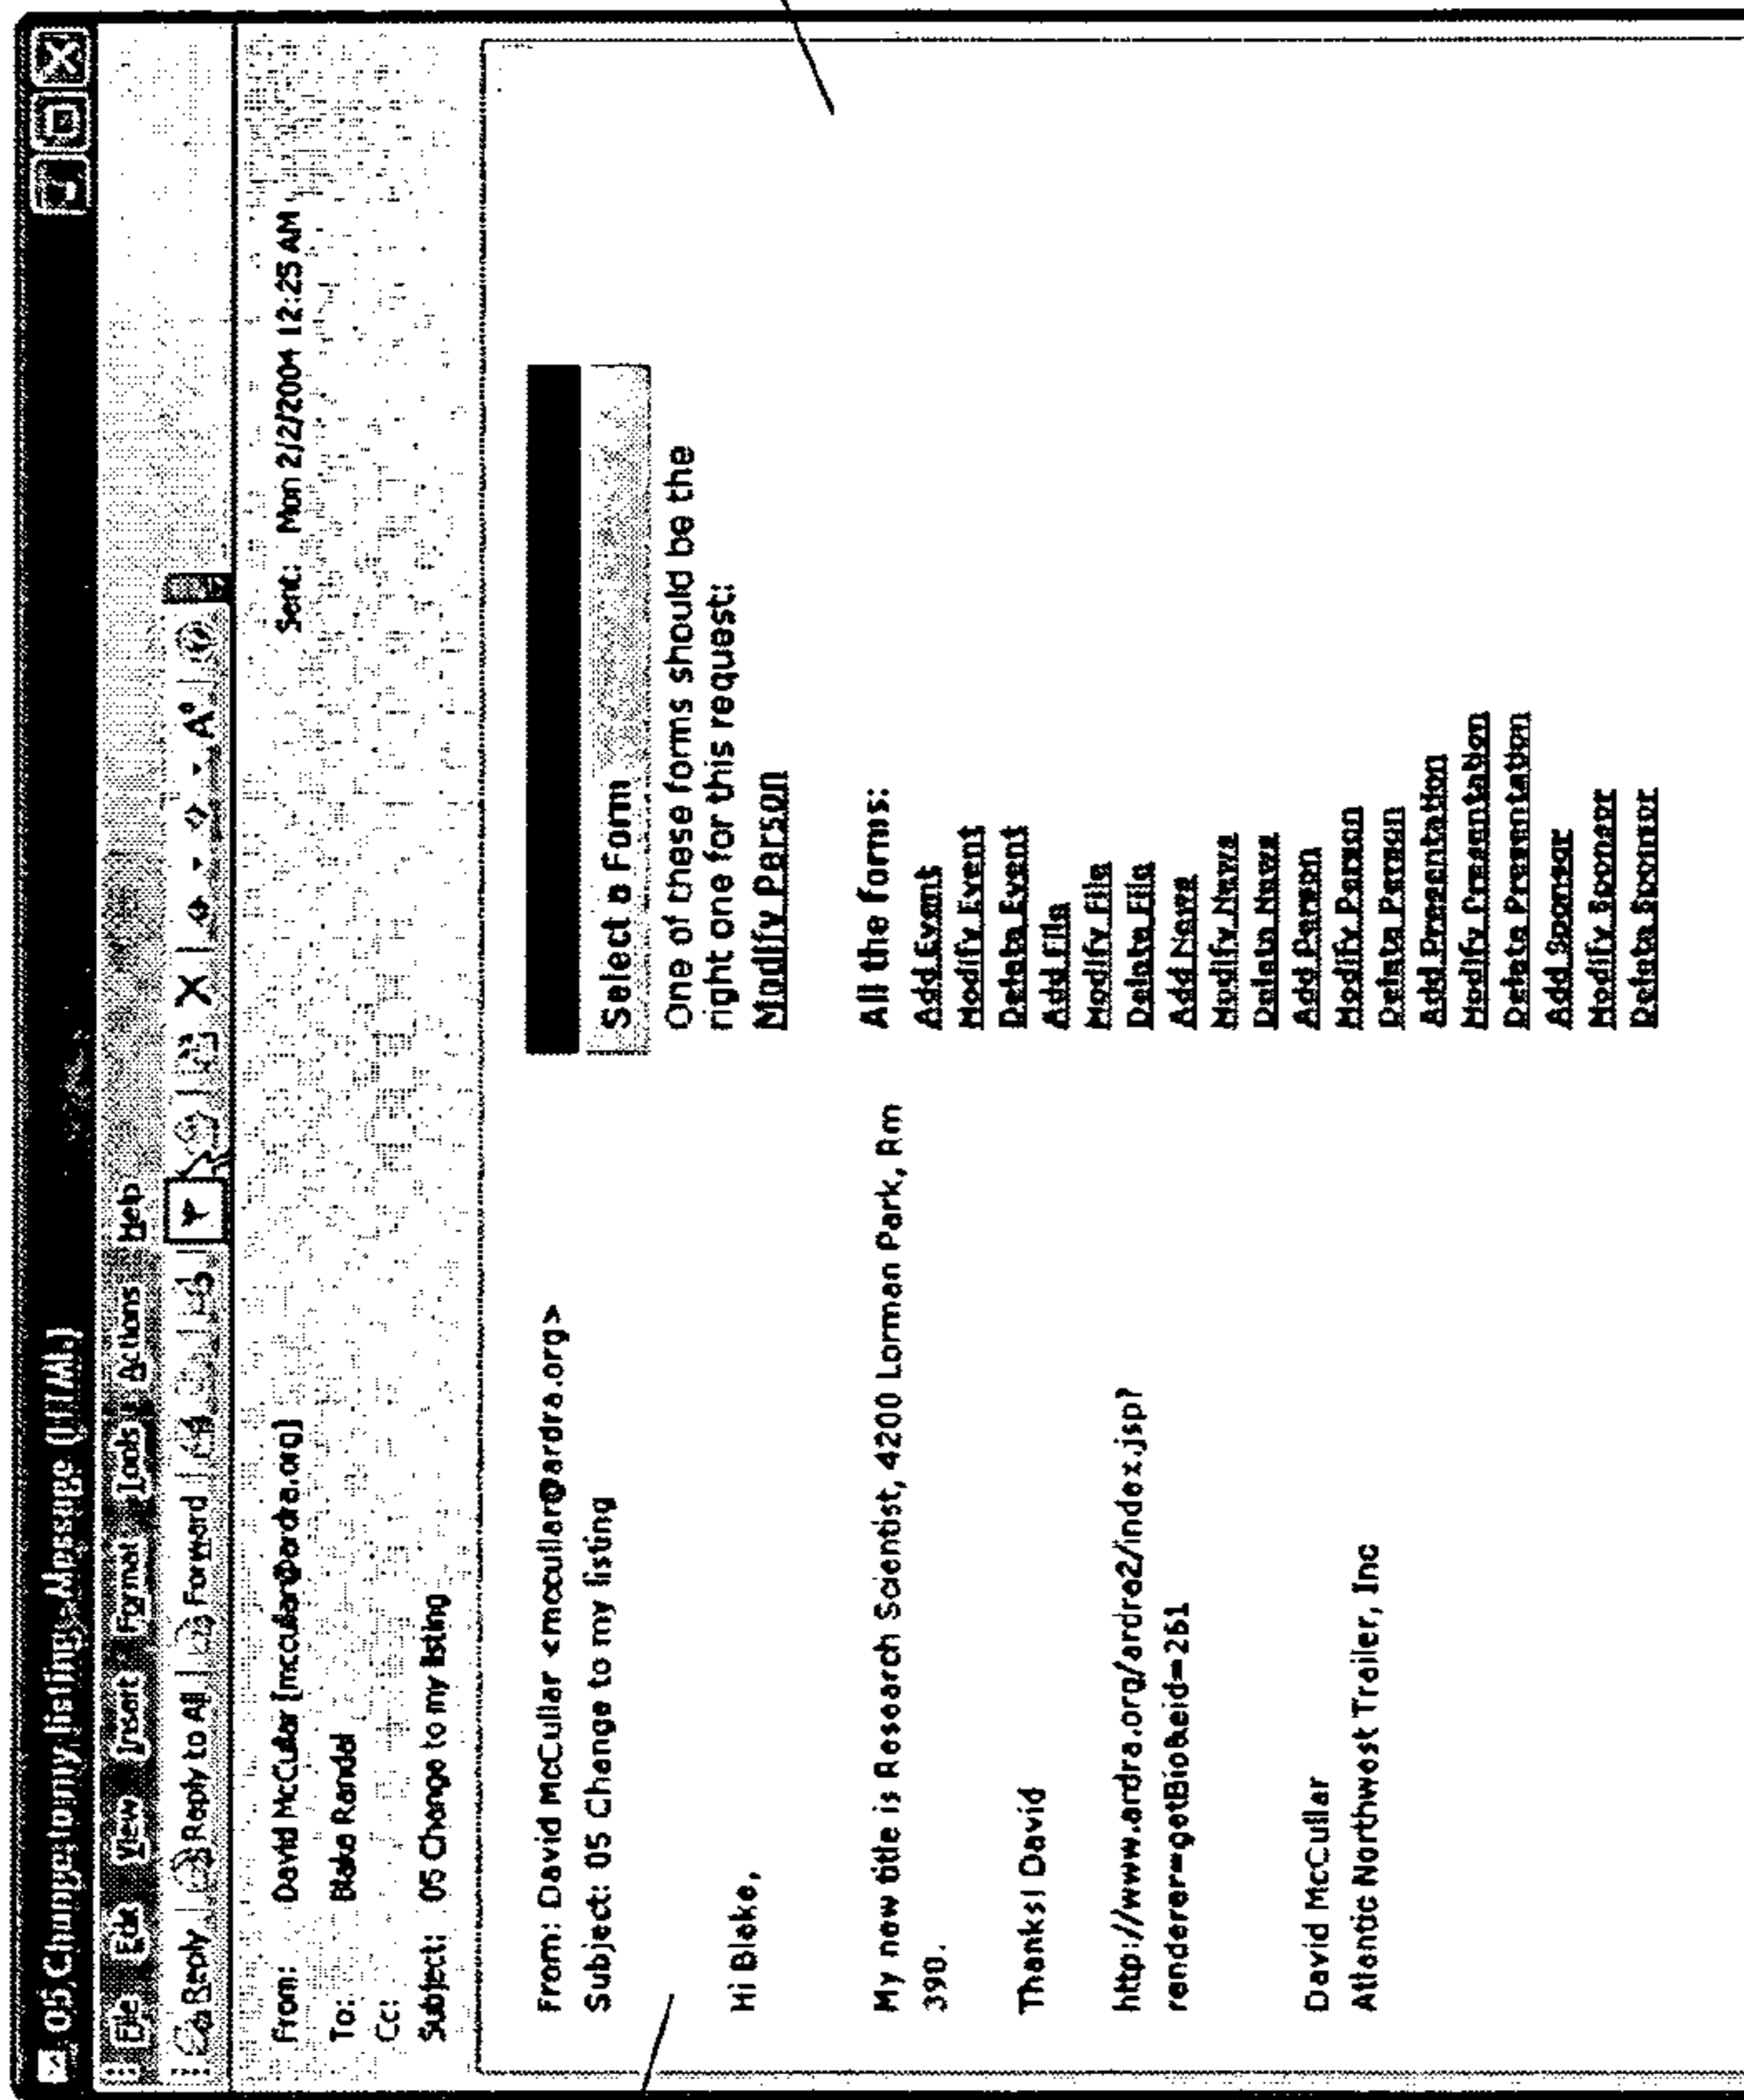 05 Change to my listing - Message (HTML)
File Edit View Insert Format Tools Actions Help
Reply Reply to All Forward
From: David McCullar [mccullar@ardra.org] Sent: Mon 2/2/2004 12:25 AM
To: Blake Randal
Cc:
Subject: 05 Change to my listing
From: David McCullar <mccullar@ardra.org>
Subject: 05 Change to my listing
Hi Blake,
My new title is Research Scientist, 4200 Lorman Park, Rm
390.
Thanks! David
http://www.ardra.org/ardra2/index.jsp?
renderer=getBio&eid=261
David McCullar
Atlantic Northwest Trailer, Inc
Select a Form
One of these forms should be the
right one for this request:
Modify Person
All the forms:
Add Event
Modify Event
Delete Event
Add File
Modify File
Delete File
Add News
Modify News
Delete News
Add Person
Modify Person
Delete Person
Add Presentation
Modify Presentation
Delete Presentation
Add Sponsor
Modify Sponsor
Delete Sponsor